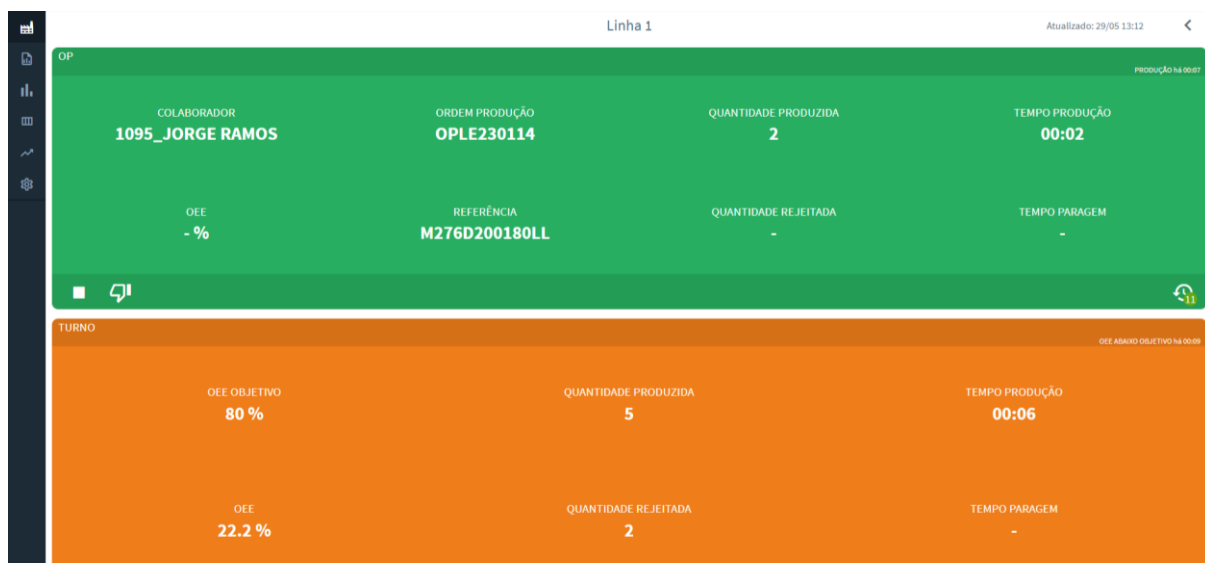 Linha 1
Atualizado: 29/05 13:12
OP
PRODUÇÃO há 00:07
COLABORADOR
1095_JORGE RAMOS
ORDEM PRODUÇÃO
OPLE230114
QUANTIDADE PRODUZIDA
2
TEMPO PRODUÇÃO
00:02
OEE
- %
REFERÊNCIA
M276D200180LL
QUANTIDADE REJEITADA
-
TEMPO PARAGEM
-
11
TURNO
OEE ABAIXO OBJETIVO há 00:09
OEE OBJETIVO
80 %
QUANTIDADE PRODUZIDA
5
TEMPO PRODUÇÃO
00:06
OEE
22.2 %
QUANTIDADE REJEITADA
2
TEMPO PARAGEM
-